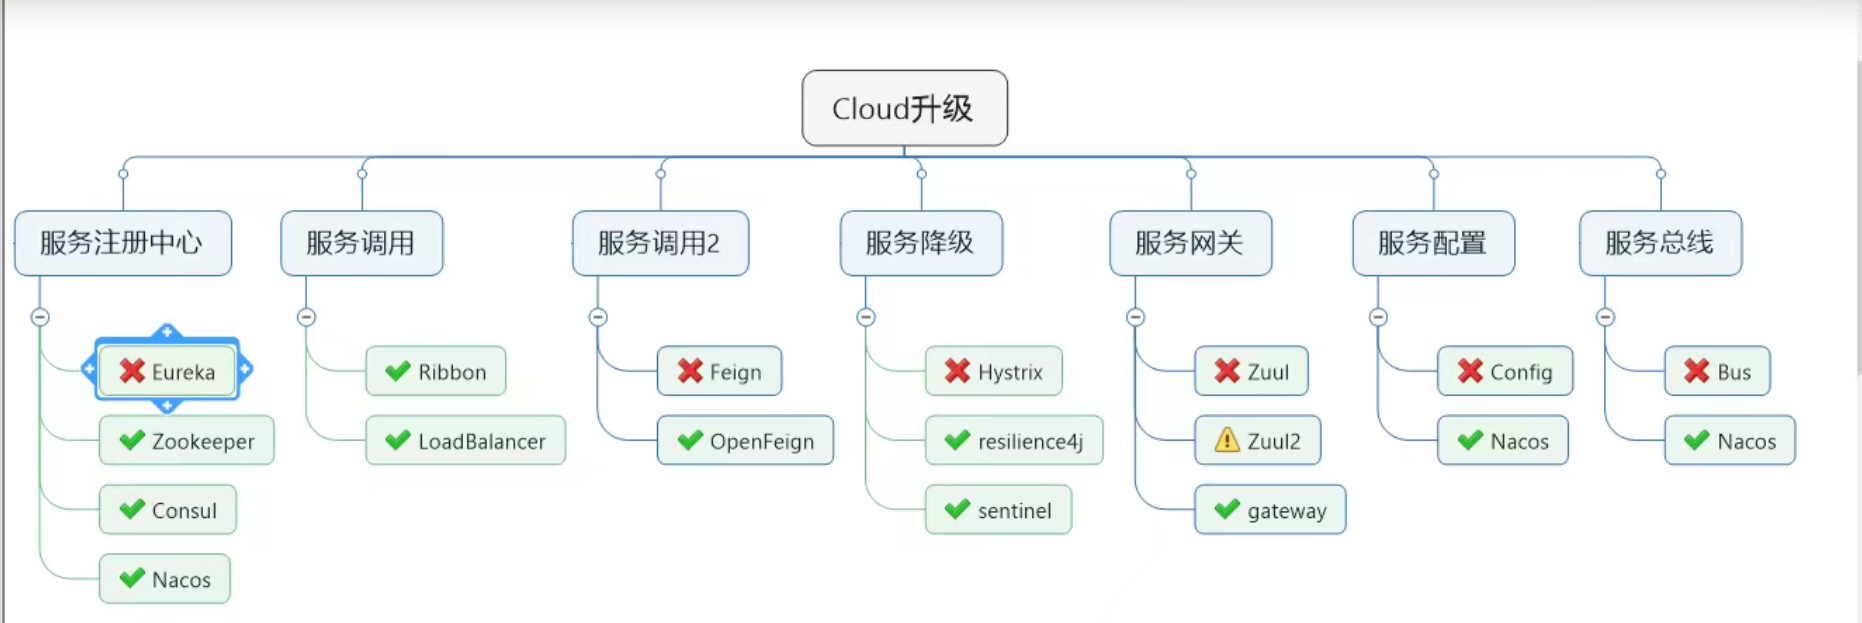 Cloud升级
服务注册中心
服务调用
服务调用2
服务降级
服务网关
服务配置
服务总线
Eureka
Ribbon
Feign
Hystrix
Zuul
Config
Bus
Zookeeper
LoadBalancer
OpenFeign
resilience4j
Zuul2
Nacos
Nacos
Consul
sentinel
gateway
Nacos